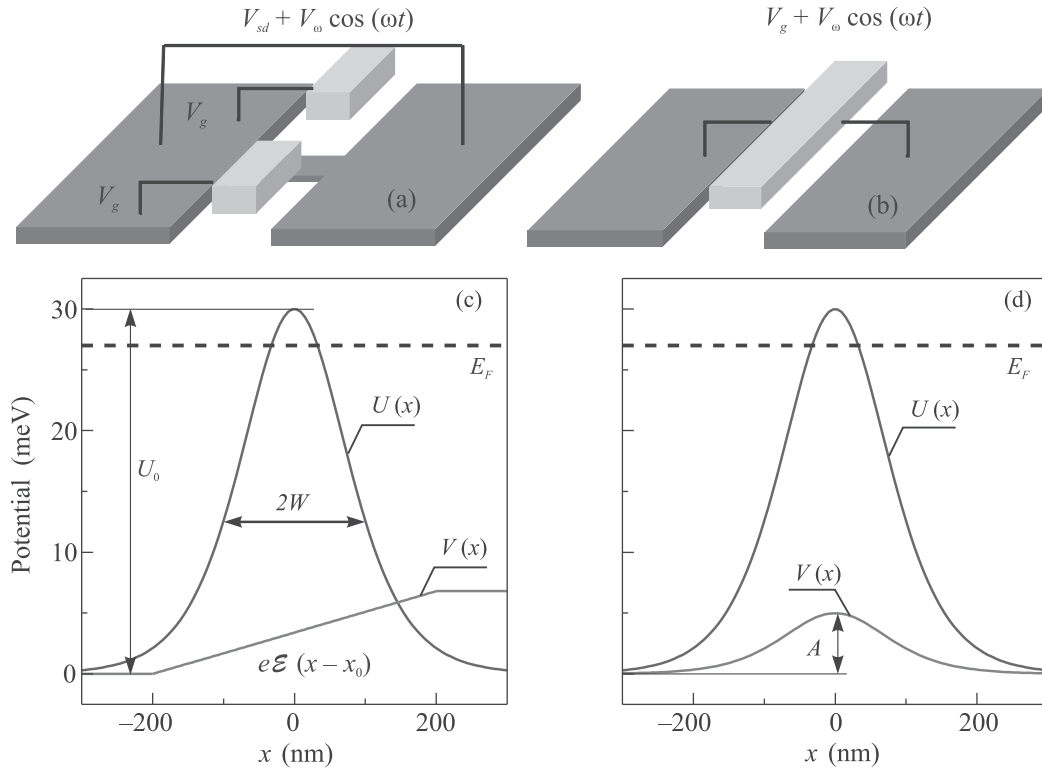 V_sd + V_ω cos (ωt)
V_g + V_ω cos (ωt)
V_g
V_g
(a)
(b)
(c)
(d)
30
20
10
0
Potential (meV)
U_0
E_F
U (x)
2W
V (x)
eℰ (x – x_0)
–200
0
200
x (nm)
E_F
U (x)
V (x)
A
–200
0
200
x (nm)